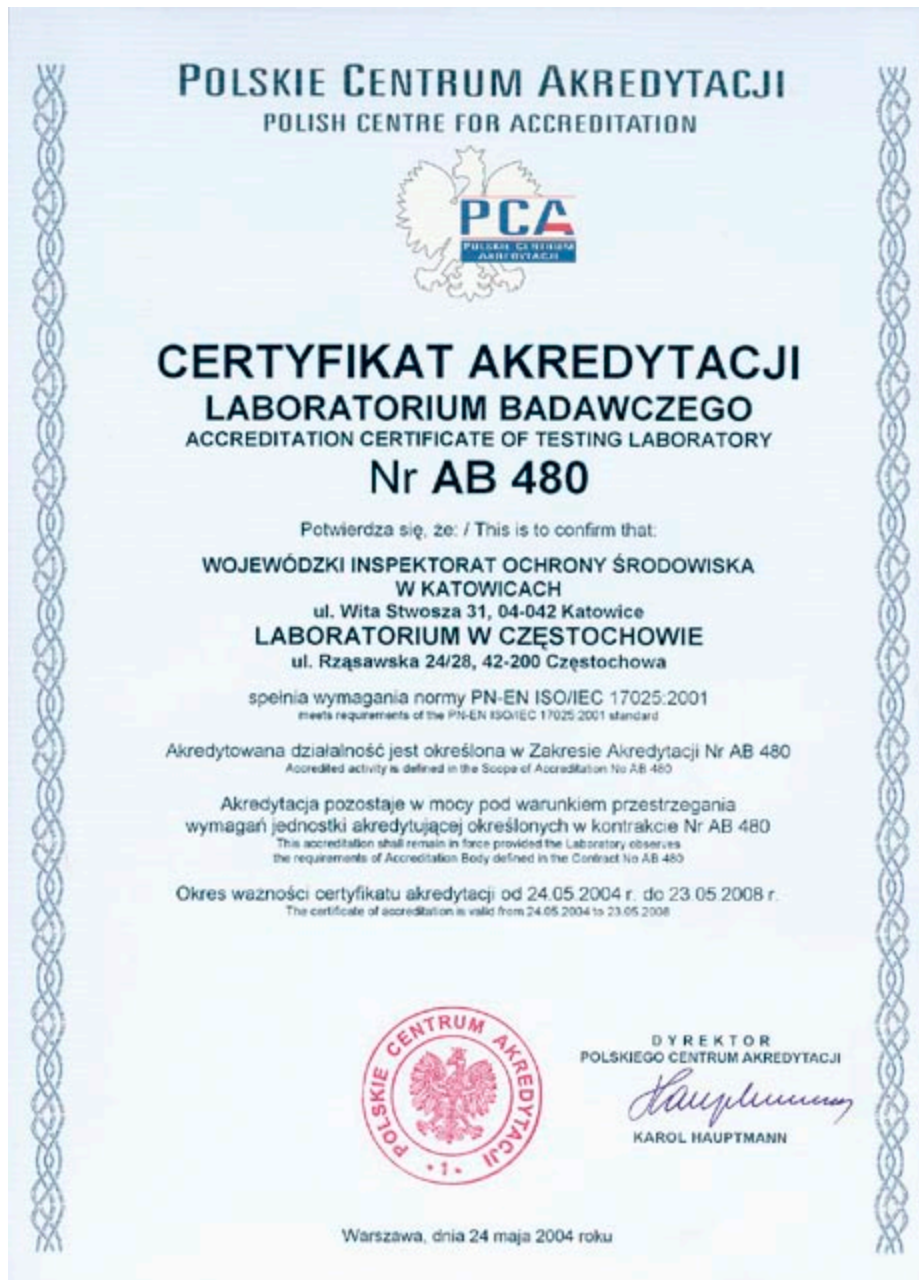 POLSKIE CENTRUM AKREDYTACJI
POLISH CENTRE FOR ACCREDITATION
PCA
POLSKIE CENTRUM
AKREDYTACJI
CERTYFIKAT AKREDYTACJI
LABORATORIUM BADAWCZEGO
ACCREDITATION CERTIFICATE OF TESTING LABORATORY
Nr AB 480
Potwierdza się, że: / This is to confirm that:
WOJEWÓDZKI INSPEKTORAT OCHRONY ŚRODOWISKA
W KATOWICACH
ul. Wita Stwosza 31, 04-042 Katowice
LABORATORIUM W CZĘSTOCHOWIE
ul. Rząsawska 24/28, 42-200 Częstochowa
spełnia wymagania normy PN-EN ISO/IEC 17025:2001
meets requirements of the PN-EN ISO/IEC 17025:2001 standard
Akredytowana działalność jest określona w Zakresie Akredytacji Nr AB 480
Accredited activity is defined in the Scope of Accreditation No AB 480
Akredytacja pozostaje w mocy pod warunkiem przestrzegania
wymagań jednostki akredytującej określonych w kontrakcie Nr AB 480
This accreditation shall remain in force provided the Laboratory observes
the requirements of Accreditation Body defined in the Contract No AB 480
Okres ważności certyfikatu akredytacji od 24.05.2004 r. do 23.05.2008 r.
The certificate of accreditation is valid from 24.05.2004 to 23.05.2008
POLSKIE CENTRUM AKREDYTACJI
• 1 •
DYREKTOR
POLSKIEGO CENTRUM AKREDYTACJI
Hauptmann
KAROL HAUPTMANN
Warszawa, dnia 24 maja 2004 roku